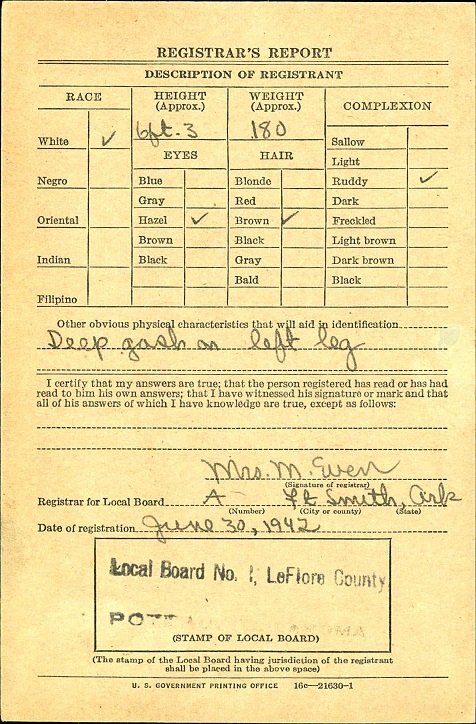 REGISTRAR'S REPORT
DESCRIPTION OF REGISTRANT
RACE
HEIGHT
(Approx.)
WEIGHT
(Approx.)
COMPLEXION
6ft. 3
180
White ✓
EYES
HAIR
Sallow
Light
Negro
Blue
Blonde
Ruddy ✓
Gray
Red
Dark
Oriental
Hazel ✓
Brown ✓
Freckled
Brown
Black
Light brown
Indian
Black
Gray
Dark brown
Bald
Black
Filipino
Other obvious physical characteristics that will aid in identification
Deep gash on left leg
I certify that my answers are true; that the person registered has read or has had
read to him his own answers; that I have witnessed his signature or mark and that
all of his answers of which I have knowledge are true, except as follows:
Mrs. M. Ewen
(Signature of registrar)
Registrar for Local Board A Ft Smith, Ark
(Number) (City or county) (State)
Date of registration June 30, 1942
Local Board No. 1, LeFlore County
(STAMP OF LOCAL BOARD)
(The stamp of the Local Board having jurisdiction of the registrant
shall be placed in the above space)
U. S. GOVERNMENT PRINTING OFFICE 16c—21630-1